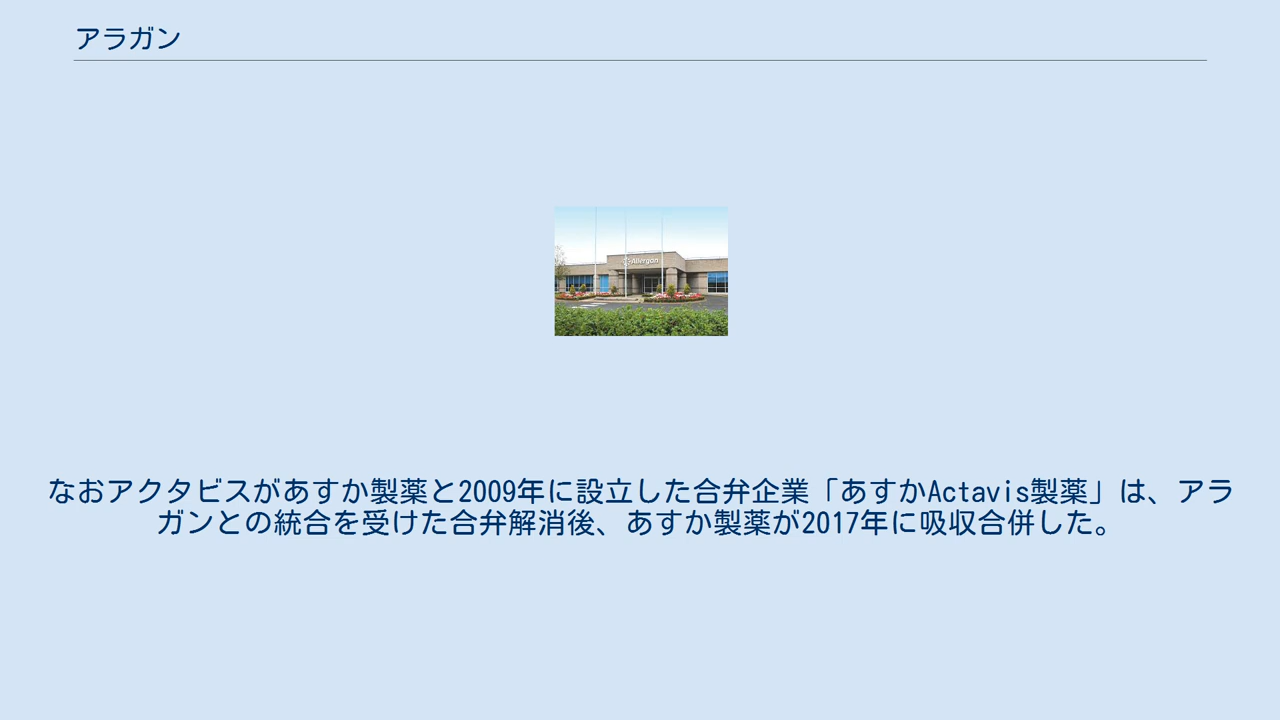 アラガン
Allergan
なおアクタビスがあすか製薬と2009年に設立した合弁企業「あすかActavis製薬」は、アラ
ガンとの統合を受けた合弁解消後、あすか製薬が2017年に吸収合併した。